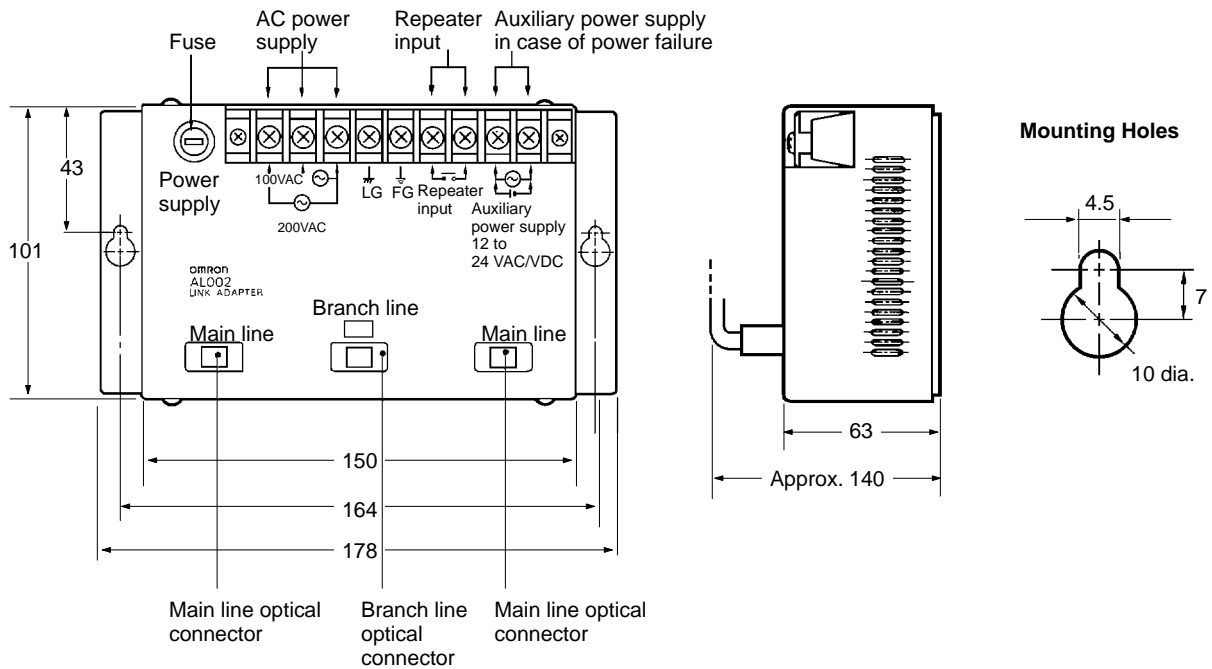 AC power
supply
Repeater
input
Auxiliary power supply
in case of power failure
Fuse
Mounting Holes
43
101
Power
supply
100VAC
200VAC
LG
FG
Repeater
input
Auxiliary
power supply
12 to
24 VAC/VDC
4.5
7
10 dia.
OMRON
AL002
LINK ADAPTER
Branch line
Main line
Main line
150
164
178
63
Approx. 140
Main line optical
connector
Branch line
optical
connector
Main line optical
connector